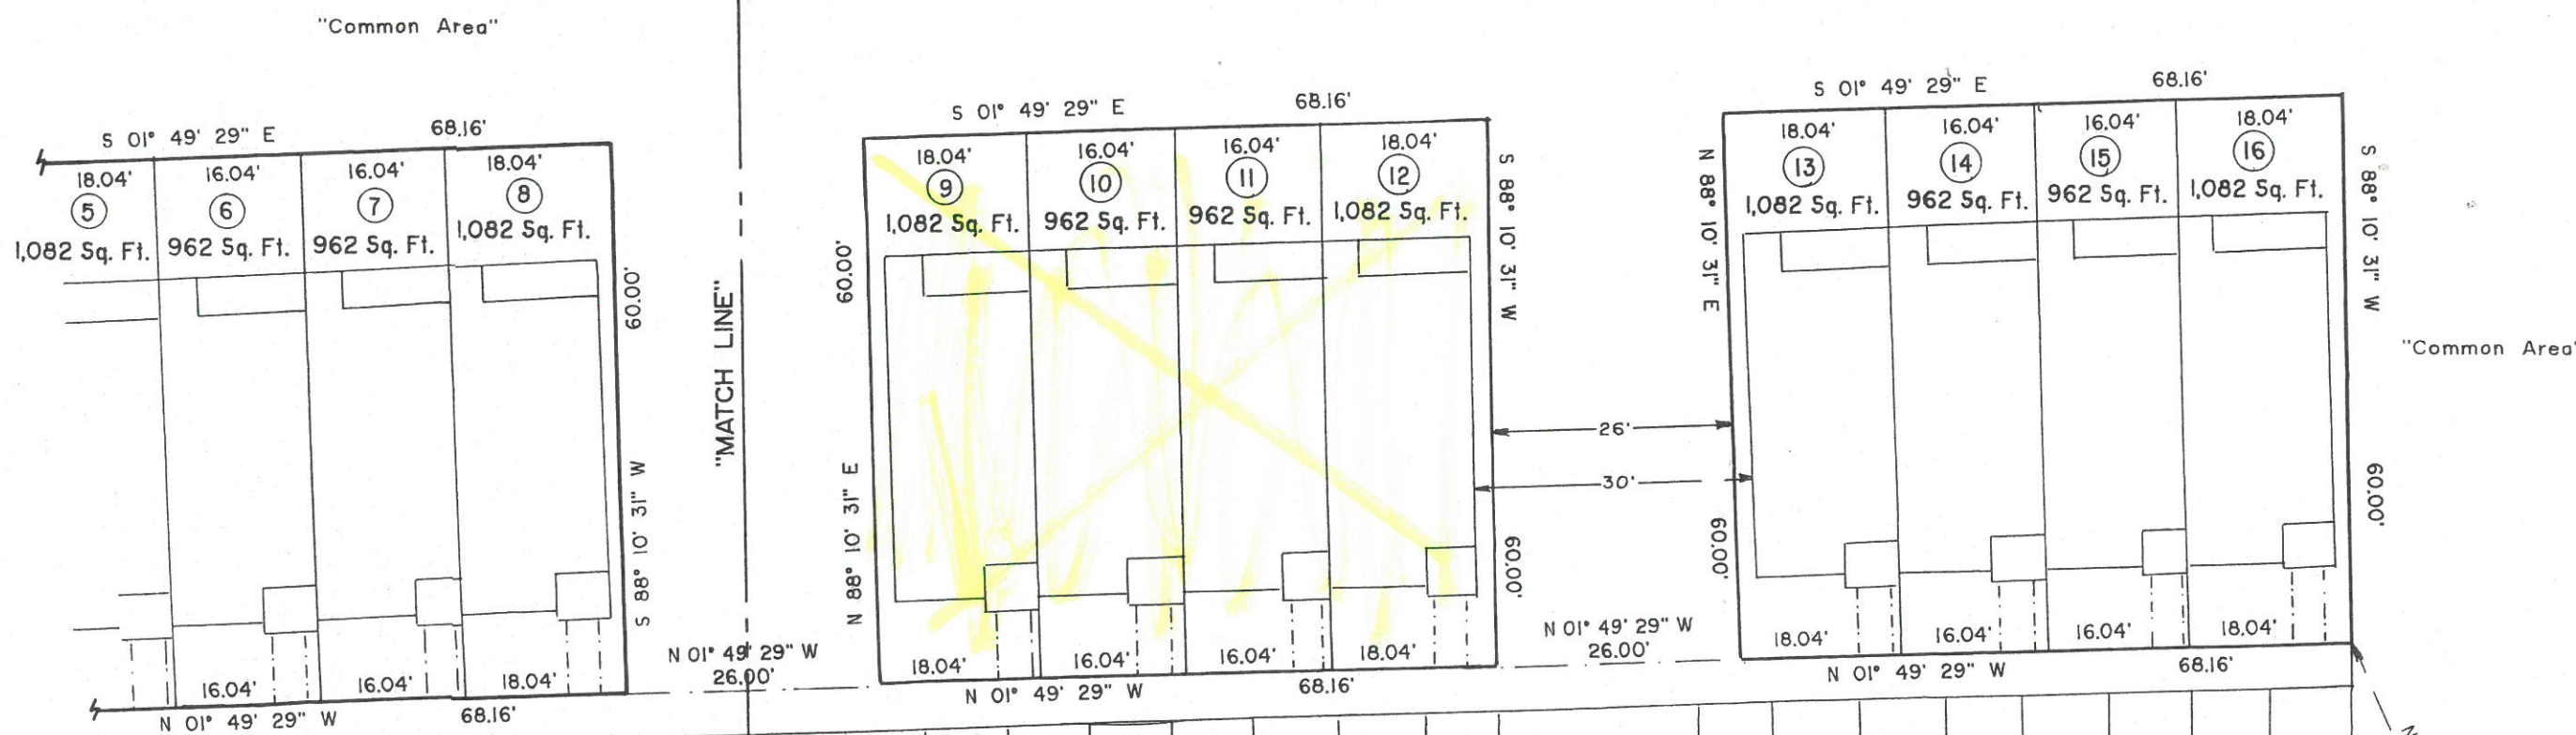 "Common Area"
S 01° 49' 29" E
68.16'
18.04'
5
1,082 Sq. Ft.
16.04'
6
962 Sq. Ft.
16.04'
7
962 Sq. Ft.
18.04'
8
1,082 Sq. Ft.
60.00'
S 88° 10' 31" W
16.04'
16.04'
18.04'
N 01° 49' 29" W
68.16'
"MATCH LINE"
N 01° 49' 29" W
26.00'
S 01° 49' 29" E
68.16'
60.00'
N 88° 10' 31" E
18.04'
9
1,082 Sq. Ft.
16.04'
10
962 Sq. Ft.
16.04'
11
962 Sq. Ft.
18.04'
12
1,082 Sq. Ft.
S 88° 10' 31" W
60.00'
18.04'
16.04'
16.04'
18.04'
N 01° 49' 29" W
68.16'
26'
30'
N 01° 49' 29" W
26.00'
S 01° 49' 29" E
68.16'
N 88° 10' 31" E
60.00'
18.04'
13
1,082 Sq. Ft.
16.04'
14
962 Sq. Ft.
16.04'
15
962 Sq. Ft.
18.04'
16
1,082 Sq. Ft.
S 88° 10' 31" W
60.00'
18.04'
16.04'
16.04'
18.04'
N 01° 49' 29" W
68.16'
"Common Area"